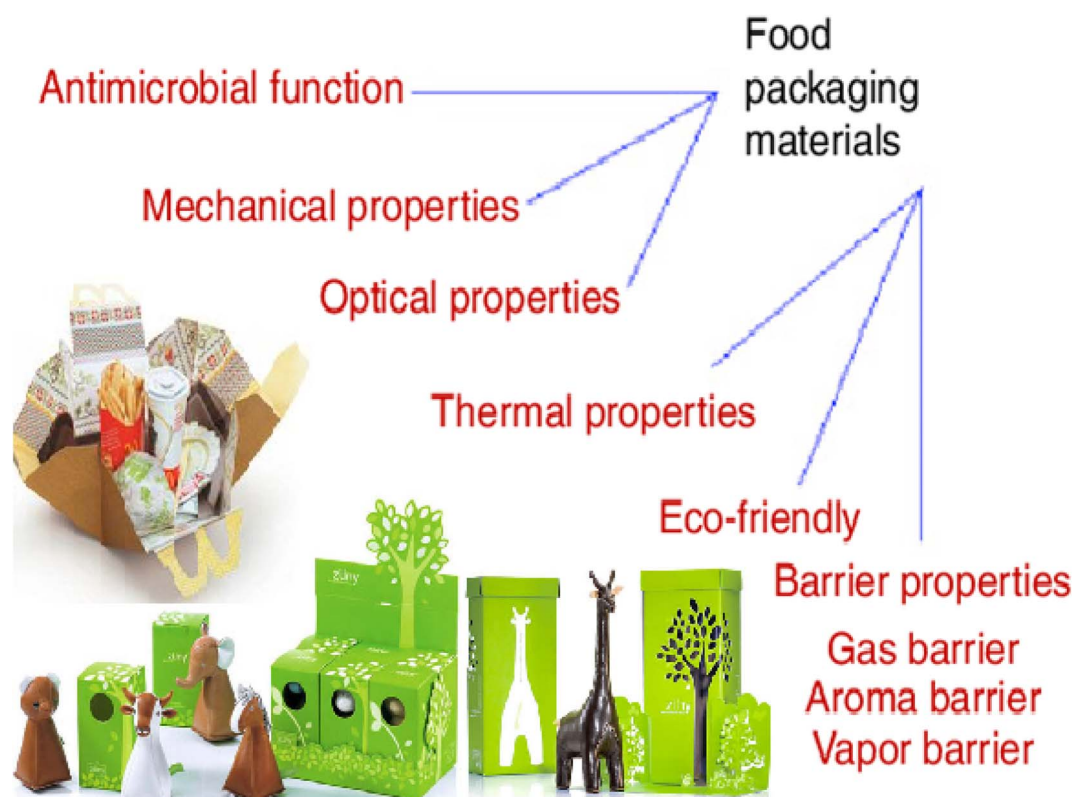 Food
packaging
materials
Antimicrobial function
Mechanical properties
Optical properties
Thermal properties
Eco-friendly
Barrier properties
Gas barrier
Aroma barrier
Vapor barrier